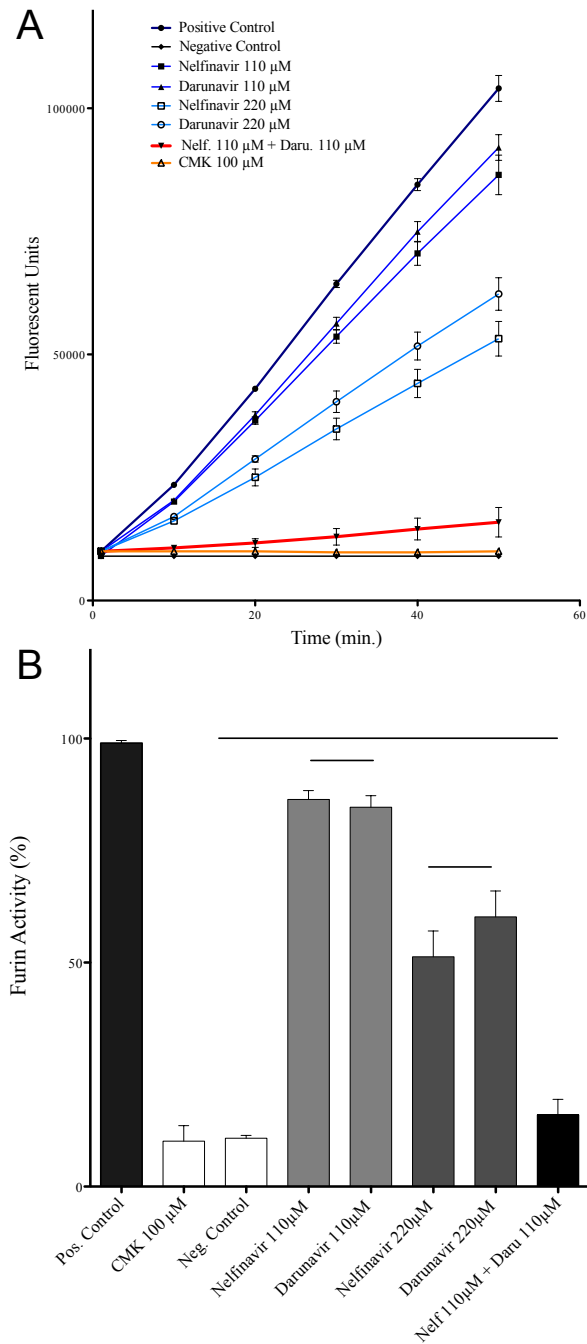 A
Positive Control
Negative Control
Nelfinavir 110 µM
Darunavir 110 µM
Nelfinavir 220 µM
Darunavir 220 µM
Nelf. 110 µM + Daru. 110 µM
CMK 100 µM
100000
50000
0
Fluorescent Units
0
20
40
60
Time (min.)
B
100
50
0
Furin Activity (%)
Pos. Control
CMK 100 µM
Neg. Control
Nelfinavir 110µM
Darunavir 110µM
Nelfinavir 220µM
Darunavir 220µM
Nelf 110µM + Daru 110µM